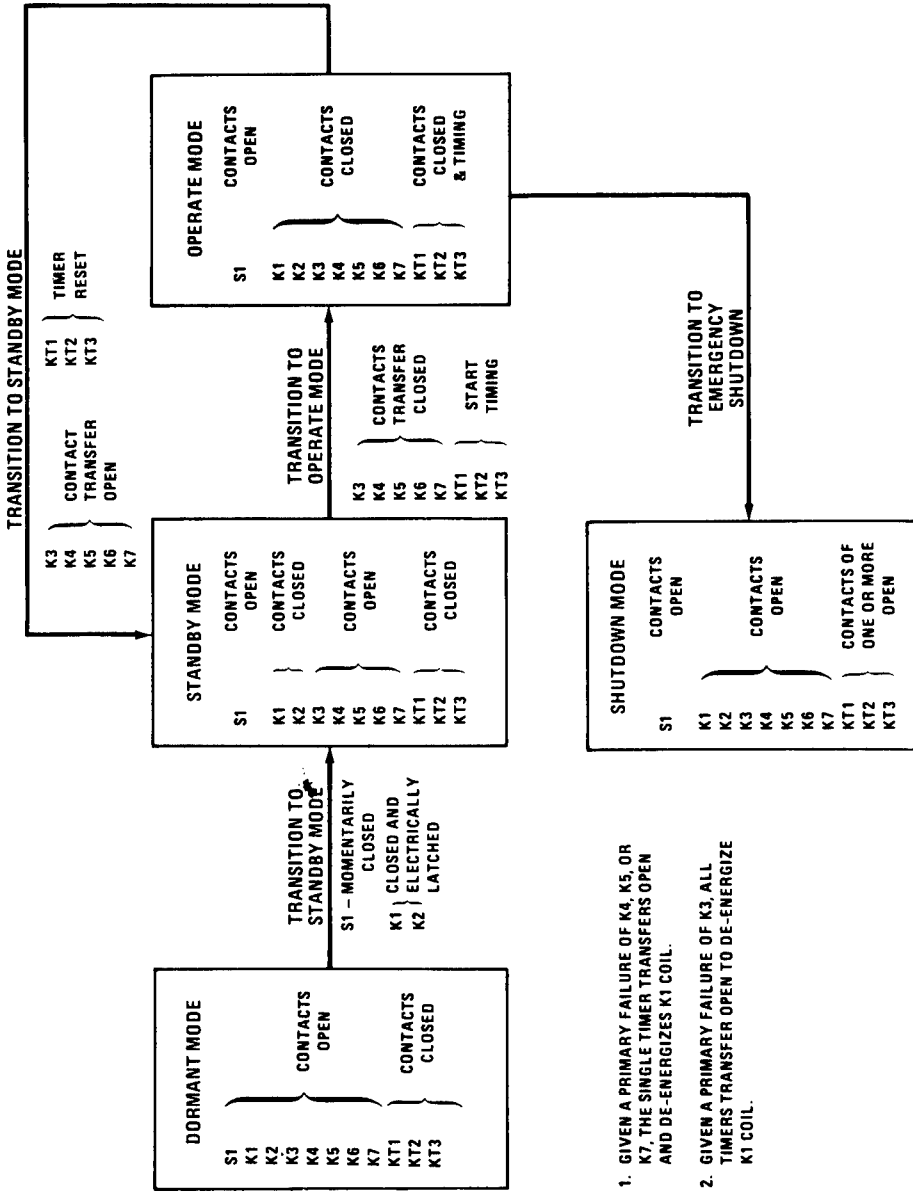 TRANSITION TO STANDBY MODE
K3
K4
K5
K6
K7
CONTACT
TRANSFER
OPEN
KT1
KT2
KT3
TIMER
RESET
DORMANT MODE
S1
K1
K2
K3
K4
K5
K6
K7
CONTACTS
OPEN
KT1
KT2
KT3
CONTACTS
CLOSED
TRANSITION TO
STANDBY MODE
S1 – MOMENTARILY
CLOSED
K1
K2
CLOSED AND
ELECTRICALLY
LATCHED
STANDBY MODE
S1
CONTACTS
OPEN
K1
K2
CONTACTS
CLOSED
K3
K4
K5
K6
K7
CONTACTS
OPEN
KT1
KT2
KT3
CONTACTS
CLOSED
TRANSITION TO
OPERATE MODE
K3
K4
K5
K6
K7
CONTACTS
TRANSFER
CLOSED
KT1
KT2
KT3
START
TIMING
OPERATE MODE
S1
CONTACTS
OPEN
K1
K2
K3
K4
K5
K6
K7
CONTACTS
CLOSED
KT1
KT2
KT3
CONTACTS
CLOSED
& TIMING
TRANSITION TO
EMERGENCY
SHUTDOWN
SHUTDOWN MODE
S1
CONTACTS
OPEN
K1
K2
K3
K4
K5
K6
K7
CONTACTS
OPEN
KT1
KT2
KT3
CONTACTS OF
ONE OR MORE
OPEN
1. GIVEN A PRIMARY FAILURE OF K4, K5, OR
K7, THE SINGLE TIMER TRANSFERS OPEN
AND DE-ENERGIZES K1 COIL.
2. GIVEN A PRIMARY FAILURE OF K3, ALL
TIMERS TRANSFER OPEN TO DE-ENERGIZE
K1 COIL.